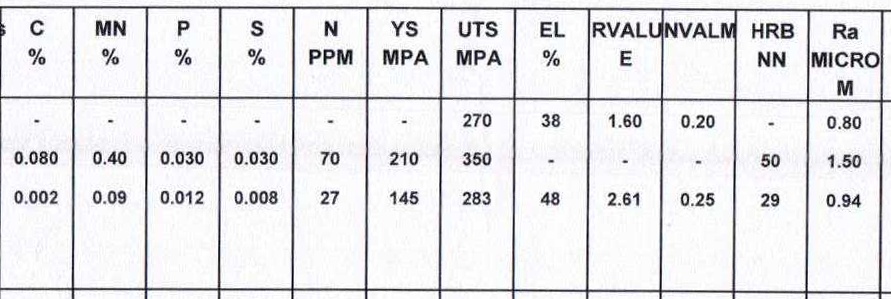 s C MN P S N YS UTS EL RVALU NVALM HRB Ra
% % % % PPM MPA MPA % E NN MICRO
M
- - - - - - 270 38 1.60 0.20 - 0.80
0.080 0.40 0.030 0.030 70 210 350 - - - 50 1.50
0.002 0.09 0.012 0.008 27 145 283 48 2.61 0.25 29 0.94